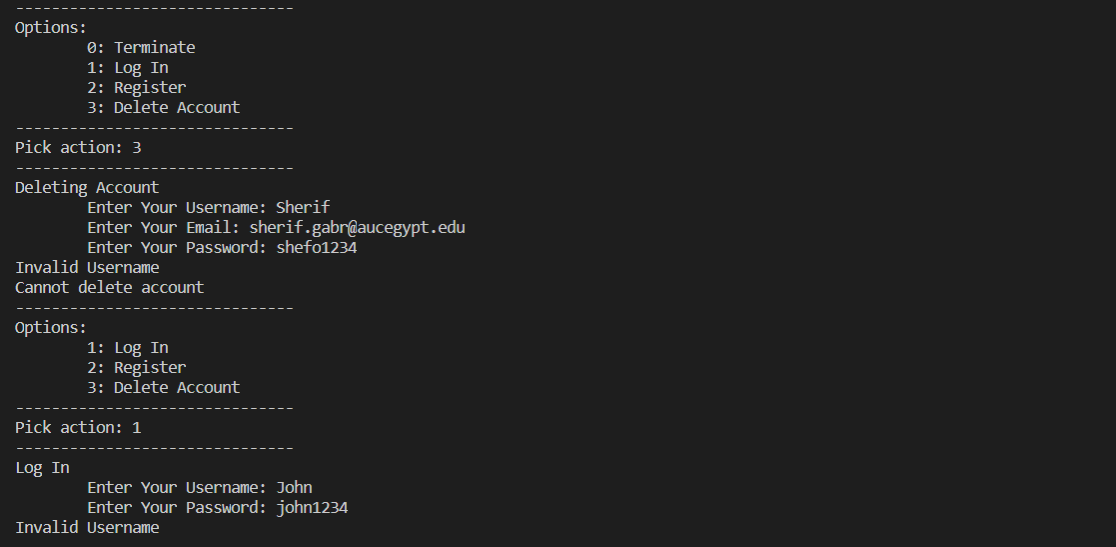 -------------------------------
Options:
0: Terminate
1: Log In
2: Register
3: Delete Account
-------------------------------
Pick action: 3
-------------------------------
Deleting Account
Enter Your Username: Sherif
Enter Your Email: sherif.gabr@aucegypt.edu
Enter Your Password: shefo1234
Invalid Username
Cannot delete account
-------------------------------
Options:
1: Log In
2: Register
3: Delete Account
-------------------------------
Pick action: 1
-------------------------------
Log In
Enter Your Username: John
Enter Your Password: john1234
Invalid Username